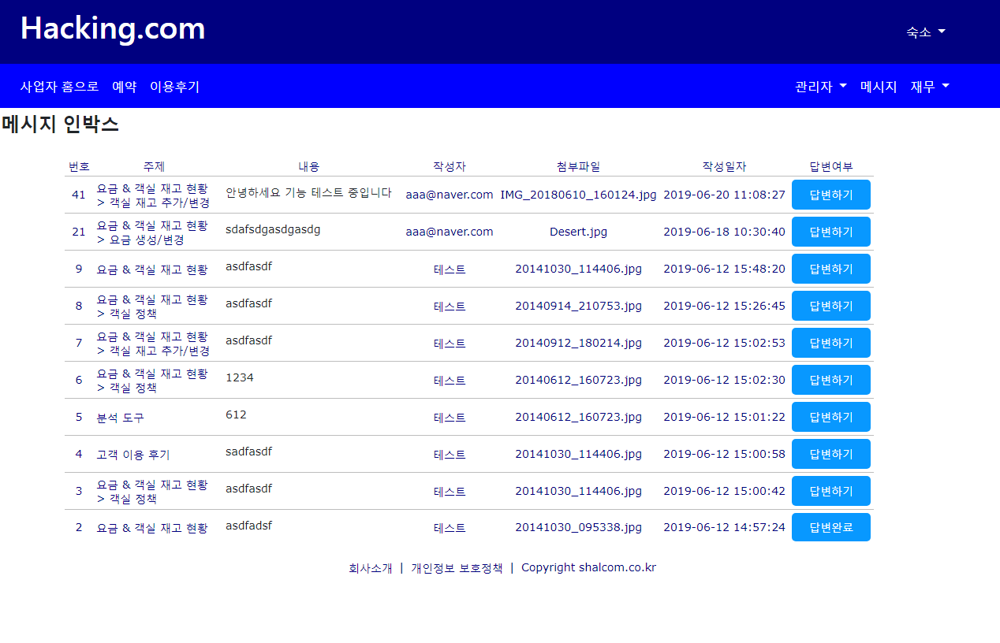 Hacking.com
숙소
사업자 홈으로 예약 이용후기 관리자 메시지 재무
메시지 인박스
번호 주제 내용 작성자 첨부파일 작성일자 답변여부
41 요금 & 객실 재고 현황 안녕하세요 기능 테스트 중입니다 aaa@naver.com IMG_20180610_160124.jpg 2019-06-20 11:08:27 답변하기
> 객실 재고 추가/변경
21 요금 & 객실 재고 현황 sdafsdgasdgasdg aaa@naver.com Desert.jpg 2019-06-18 10:30:40 답변하기
> 요금 생성/변경
9 요금 & 객실 재고 현황 asdfasdf 테스트 20141030_114406.jpg 2019-06-12 15:48:20 답변하기
8 요금 & 객실 재고 현황 asdfasdf 테스트 20140914_210753.jpg 2019-06-12 15:26:45 답변하기
> 객실 정책
7 요금 & 객실 재고 현황 asdfasdf 테스트 20140912_180214.jpg 2019-06-12 15:02:53 답변하기
> 객실 재고 추가/변경
6 요금 & 객실 재고 현황 1234 테스트 20140612_160723.jpg 2019-06-12 15:02:30 답변하기
> 객실 정책
5 분석 도구 612 테스트 20140612_160723.jpg 2019-06-12 15:01:22 답변하기
4 고객 이용 후기 sadfasdf 테스트 20141030_114406.jpg 2019-06-12 15:00:58 답변하기
3 요금 & 객실 재고 현황 asdfasdf 테스트 20141030_114406.jpg 2019-06-12 15:00:42 답변하기
> 객실 정책
2 요금 & 객실 재고 현황 asdfadsf 테스트 20141030_095338.jpg 2019-06-12 14:57:24 답변완료
회사소개 | 개인정보 보호정책 | Copyright shalcom.co.kr